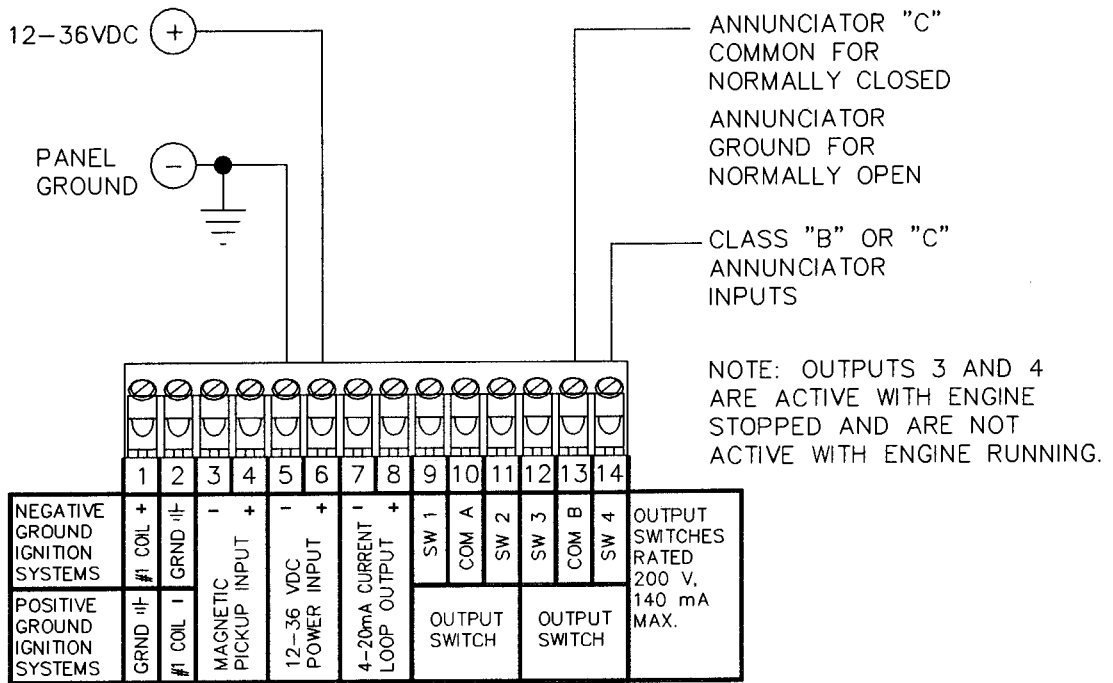 12-36VDC +
PANEL
GROUND
-
ANNUNCIATOR "C"
COMMON FOR
NORMALLY CLOSED
ANNUNCIATOR
GROUND FOR
NORMALLY OPEN
CLASS "B" OR "C"
ANNUNCIATOR
INPUTS
NOTE: OUTPUTS 3 AND 4
ARE ACTIVE WITH ENGINE
STOPPED AND ARE NOT
ACTIVE WITH ENGINE RUNNING.
1 2 3 4 5 6 7 8 9 10 11 12 13 14
NEGATIVE
GROUND
IGNITION
SYSTEMS
#1 COIL +
GRND
POSITIVE
GROUND
IGNITION
SYSTEMS
GRND
#1 COIL -
- +
MAGNETIC
PICKUP INPUT
- +
12-36 VDC
POWER INPUT
- +
4-20mA CURRENT
LOOP OUTPUT
SW 1
COM A
SW 2
OUTPUT
SWITCH
SW 3
COM B
SW 4
OUTPUT
SWITCH
OUTPUT
SWITCHES
RATED
200 V,
140 mA
MAX.